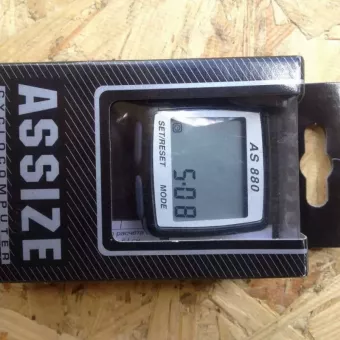 ASSIZE
CYCLOCOMPUTER
AS 880
5:08
SET/RESET MODE